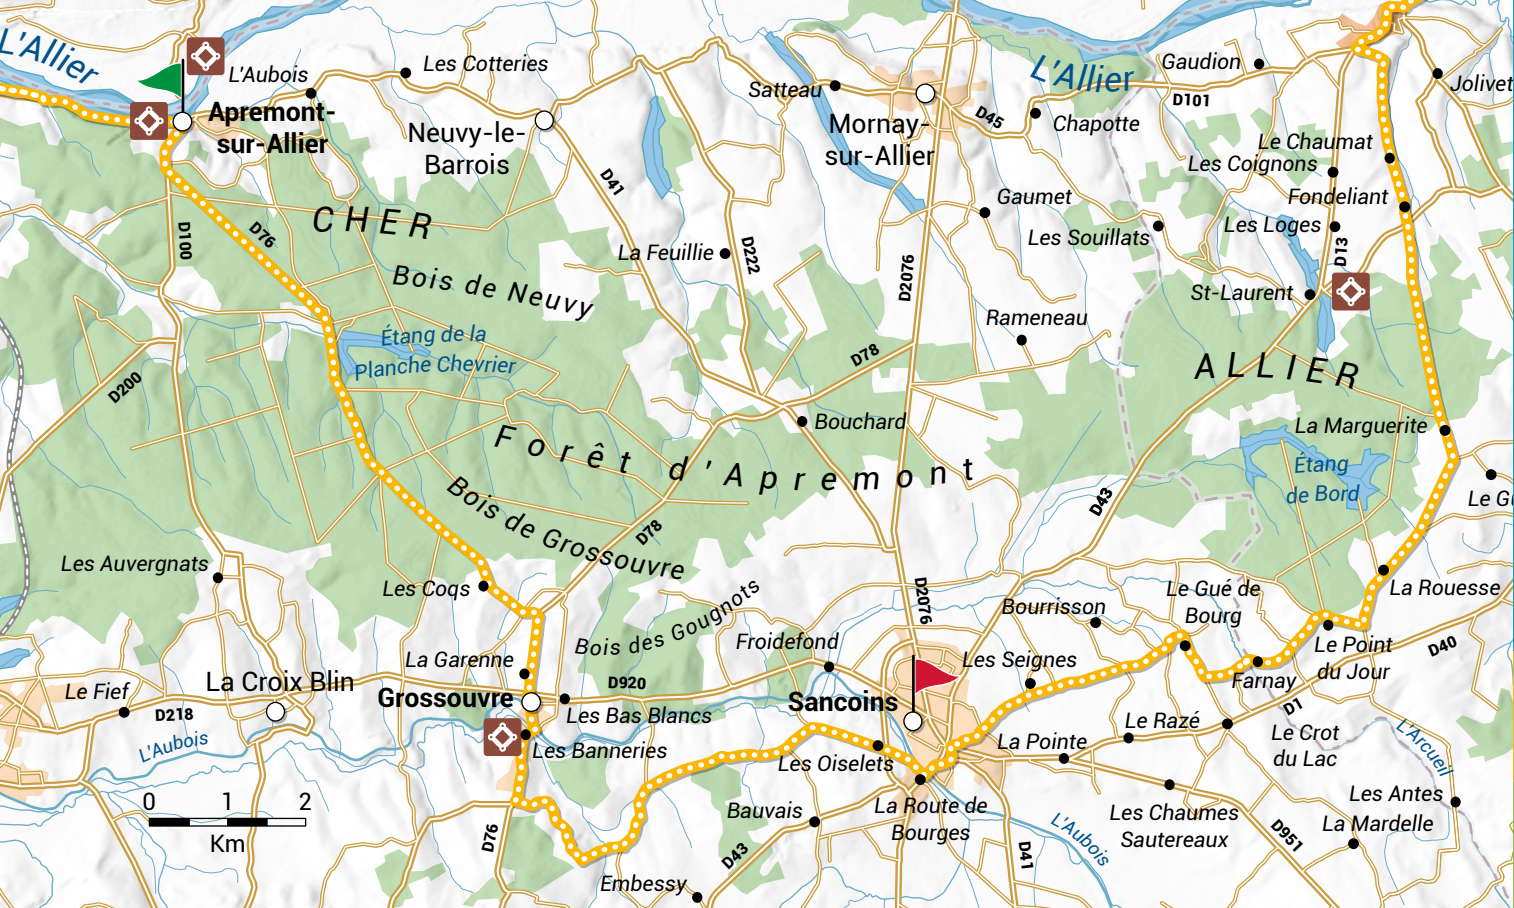 L'Allier
L'Aubois
Les Cotteries
Apremont-
sur-Allier
Neuvy-le-
Barrois
Satteau
Mornay-
sur-Allier
D45
L'Allier
Chapotte
Gaudion
D101
Jolivet
Le Chaumat
Les Coignons
Fondeliant
Les Loges
D13
St-Laurent
Gaumet
Les Souillats
D100
D76
CHER
D41
La Feuillie
D222
D2076
Bois de Neuvy
Étang de la
Planche Chevrier
Rameneau
D78
ALLIER
D200
Bouchard
La Marguerite
Forêt d'Apremont
Étang
de Bord
Le G
Bois de Grossouvre
D78
D43
Les Auvergnats
Les Coqs
D2076
La Rouesse
Bois des Gougnots
Bourrisson
Le Gué de
Bourg
Froidefond
Le Point
du Jour
D40
La Garenne
Les Seignes
Farnay
La Croix Blin
Le Fief
D218
Grossouvre
D920
Les Bas Blancs
Sancoins
D1
L'Aubois
Les Banneries
Les Oiselets
La Pointe
Le Razé
Le Crot
du Lac
L'Arcueil
0 1 2
Km
D76
Bauvais
La Route de
Bourges
D43
Embessy
D41
L'Aubois
Les Chaumes
Sautereaux
D951
Les Antes
La Mardelle